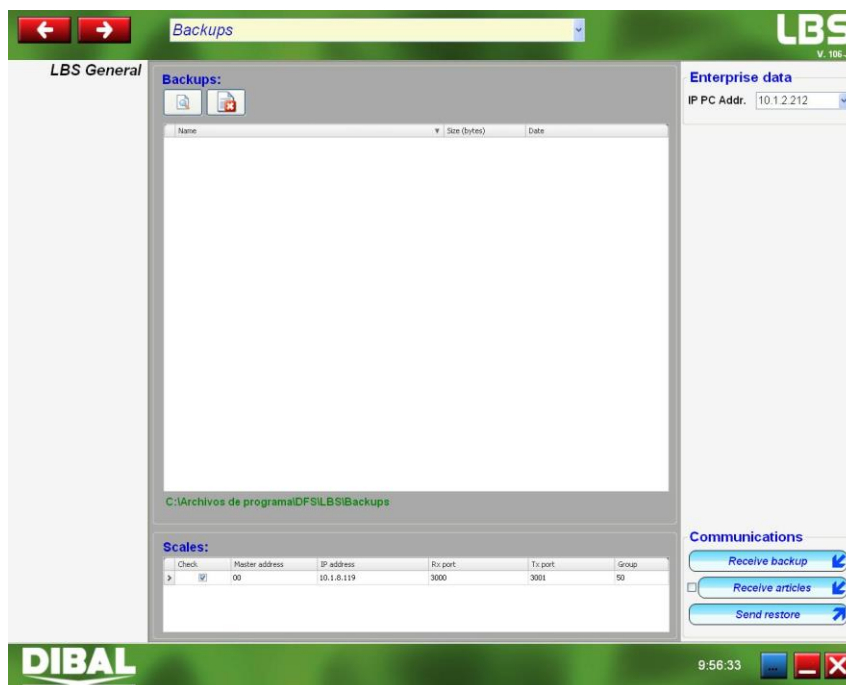 Backups
LBS
V. 106-
LBS General
Backups:
Name Size (bytes) Date
C:\Archivos de programa\DFS\LBS\Backups
Scales:
Check Master address IP address Rx port Tx port Group
00 10.1.8.119 3000 3001 50
Enterprise data
IP PC Addr. 10.1.2.212
Communications
Receive backup
Receive articles
Send restore
DIBAL
9:56:33
...